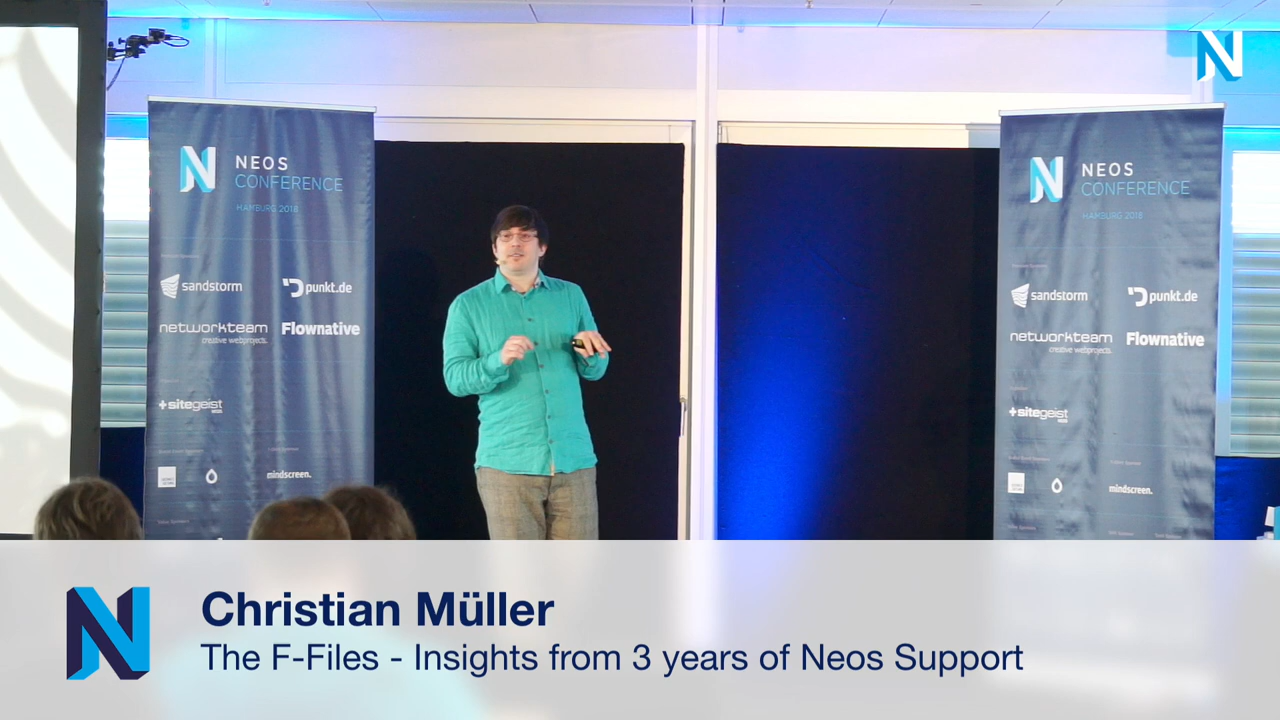 NEOS
CONFERENCE
HAMBURG 2018
sandstorm
punkt.de
networkteam
creative webprojects.
Flownative
+sitegeist
mindscreen.
NEOS
CONFERENCE
HAMBURG 2018
sandstorm
punkt.de
networkteam
creative webprojects.
Flownative
+sitegeist
mindscreen.
Christian Müller
The F-Files - Insights from 3 years of Neos Support